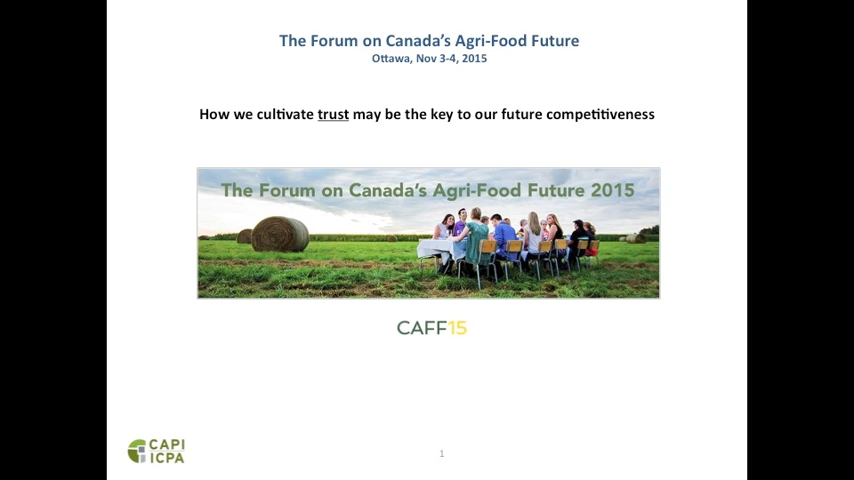 The Forum on Canada's Agri-Food Future
Ottawa, Nov 3-4, 2015
How we cultivate trust may be the key to our future competitiveness
The Forum on Canada's Agri-Food Future 2015
CAFF15
CAPI
ICPA
1